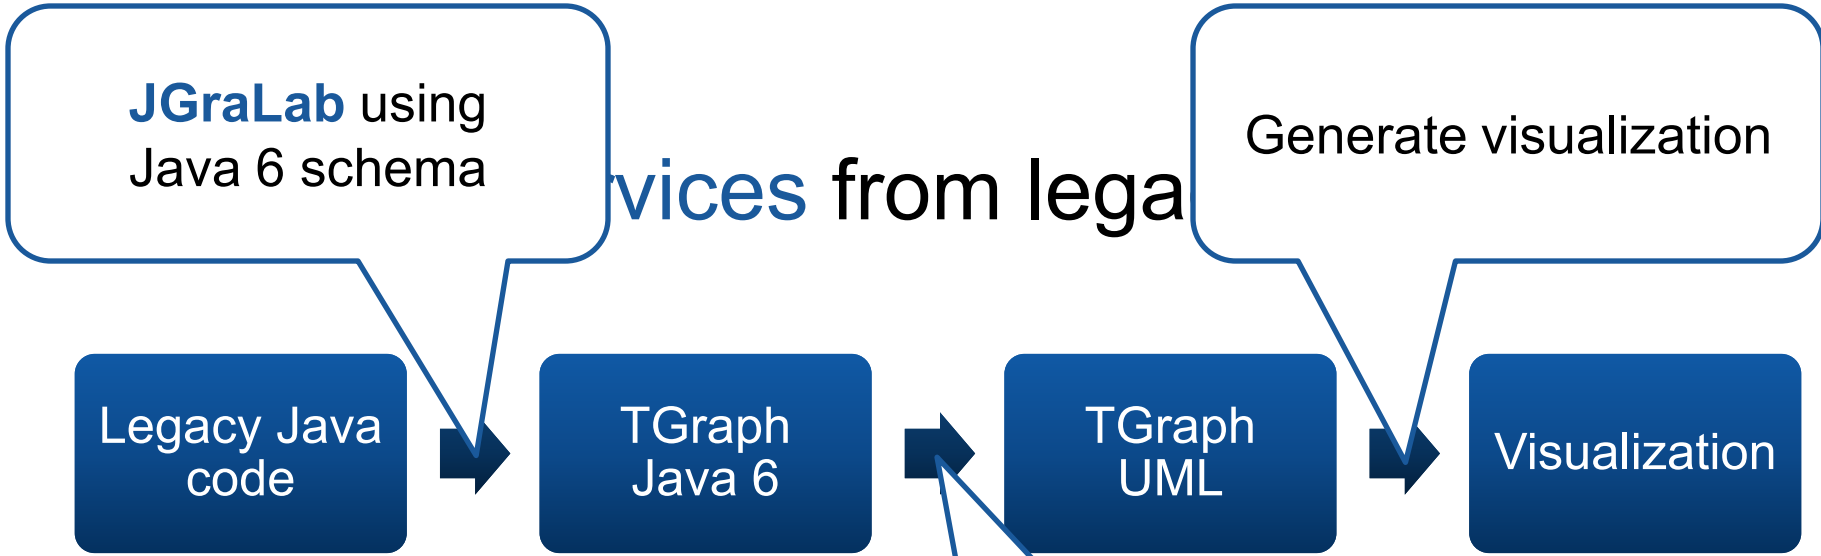 JGraLab using
Java 6 schema
Generate visualization
vices from lega
Legacy Java
code
TGraph
Java 6
TGraph
UML
Visualization